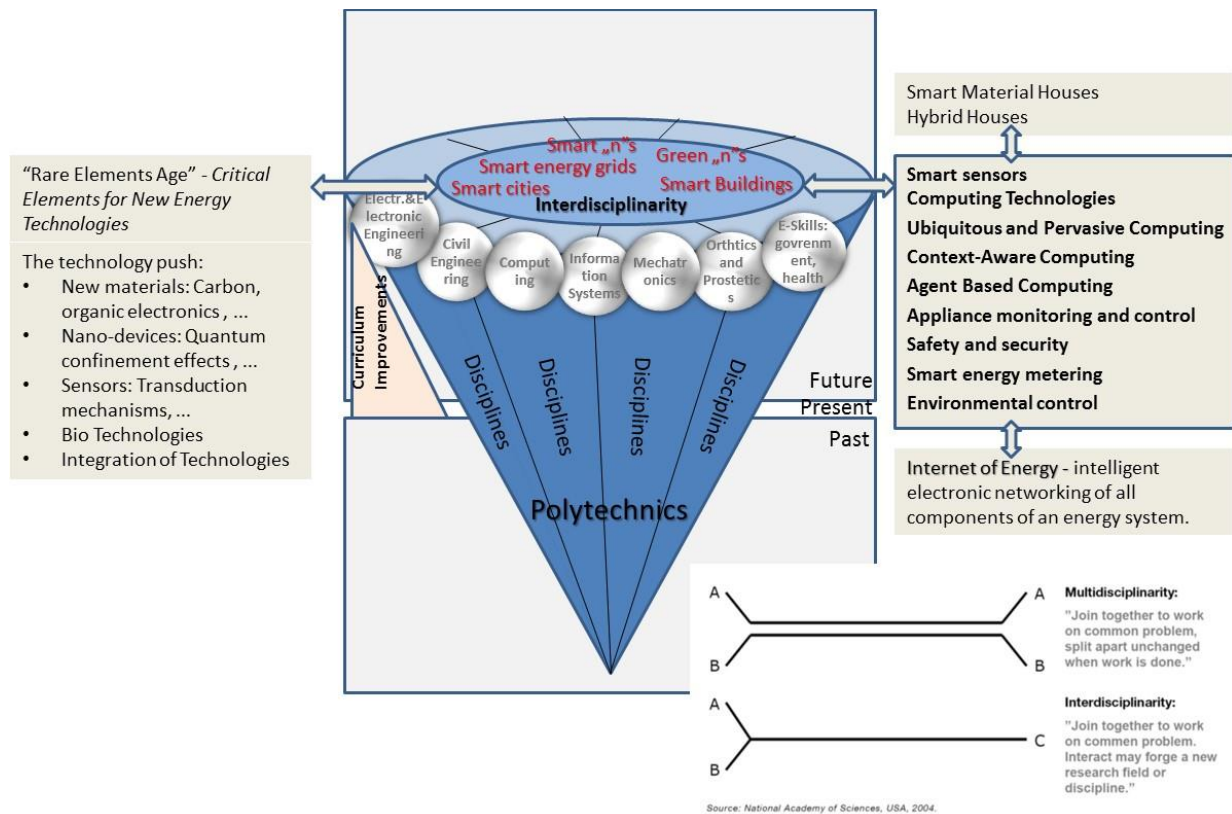 Smart „n"s
Green „n"s
Smart energy grids
Smart cities
Smart Buildings
Interdisciplinarity
"Rare Elements Age" - Critical
Elements for New Energy
Technologies
The technology push:
• New materials: Carbon,
organic electronics , ...
• Nano-devices: Quantum
confinement effects , ...
• Sensors: Transduction
mechanisms, ...
• Bio Technologies
• Integration of Technologies
Electr.&E
lectronic
Engineeri
ng
Civil
Enginee
ring
Comput
ing
Informa
tion
Systems
Mechatr
onics
Orthtics
and
Prostetic
s
E-Skills:
govrenm
ent,
health
Curriculum
Improvements
Disciplines
Disciplines
Disciplines
Disciplines
Polytechnics
Future
Present
Past
Smart Material Houses
Hybrid Houses
Smart sensors
Computing Technologies
Ubiquitous and Pervasive Computing
Context-Aware Computing
Agent Based Computing
Appliance monitoring and control
Safety and security
Smart energy metering
Environmental control
Internet of Energy - intelligent
electronic networking of all
components of an energy system.
A
A
B
B
Multidisciplinarity:
"Join together to work
on common problem,
split apart unchanged
when work is done."
A
B
C
Interdisciplinarity:
"Join together to work
on commen problem.
Interact may forge a new
research field or
discipline."
Source: National Academy of Sciences, USA, 2004.